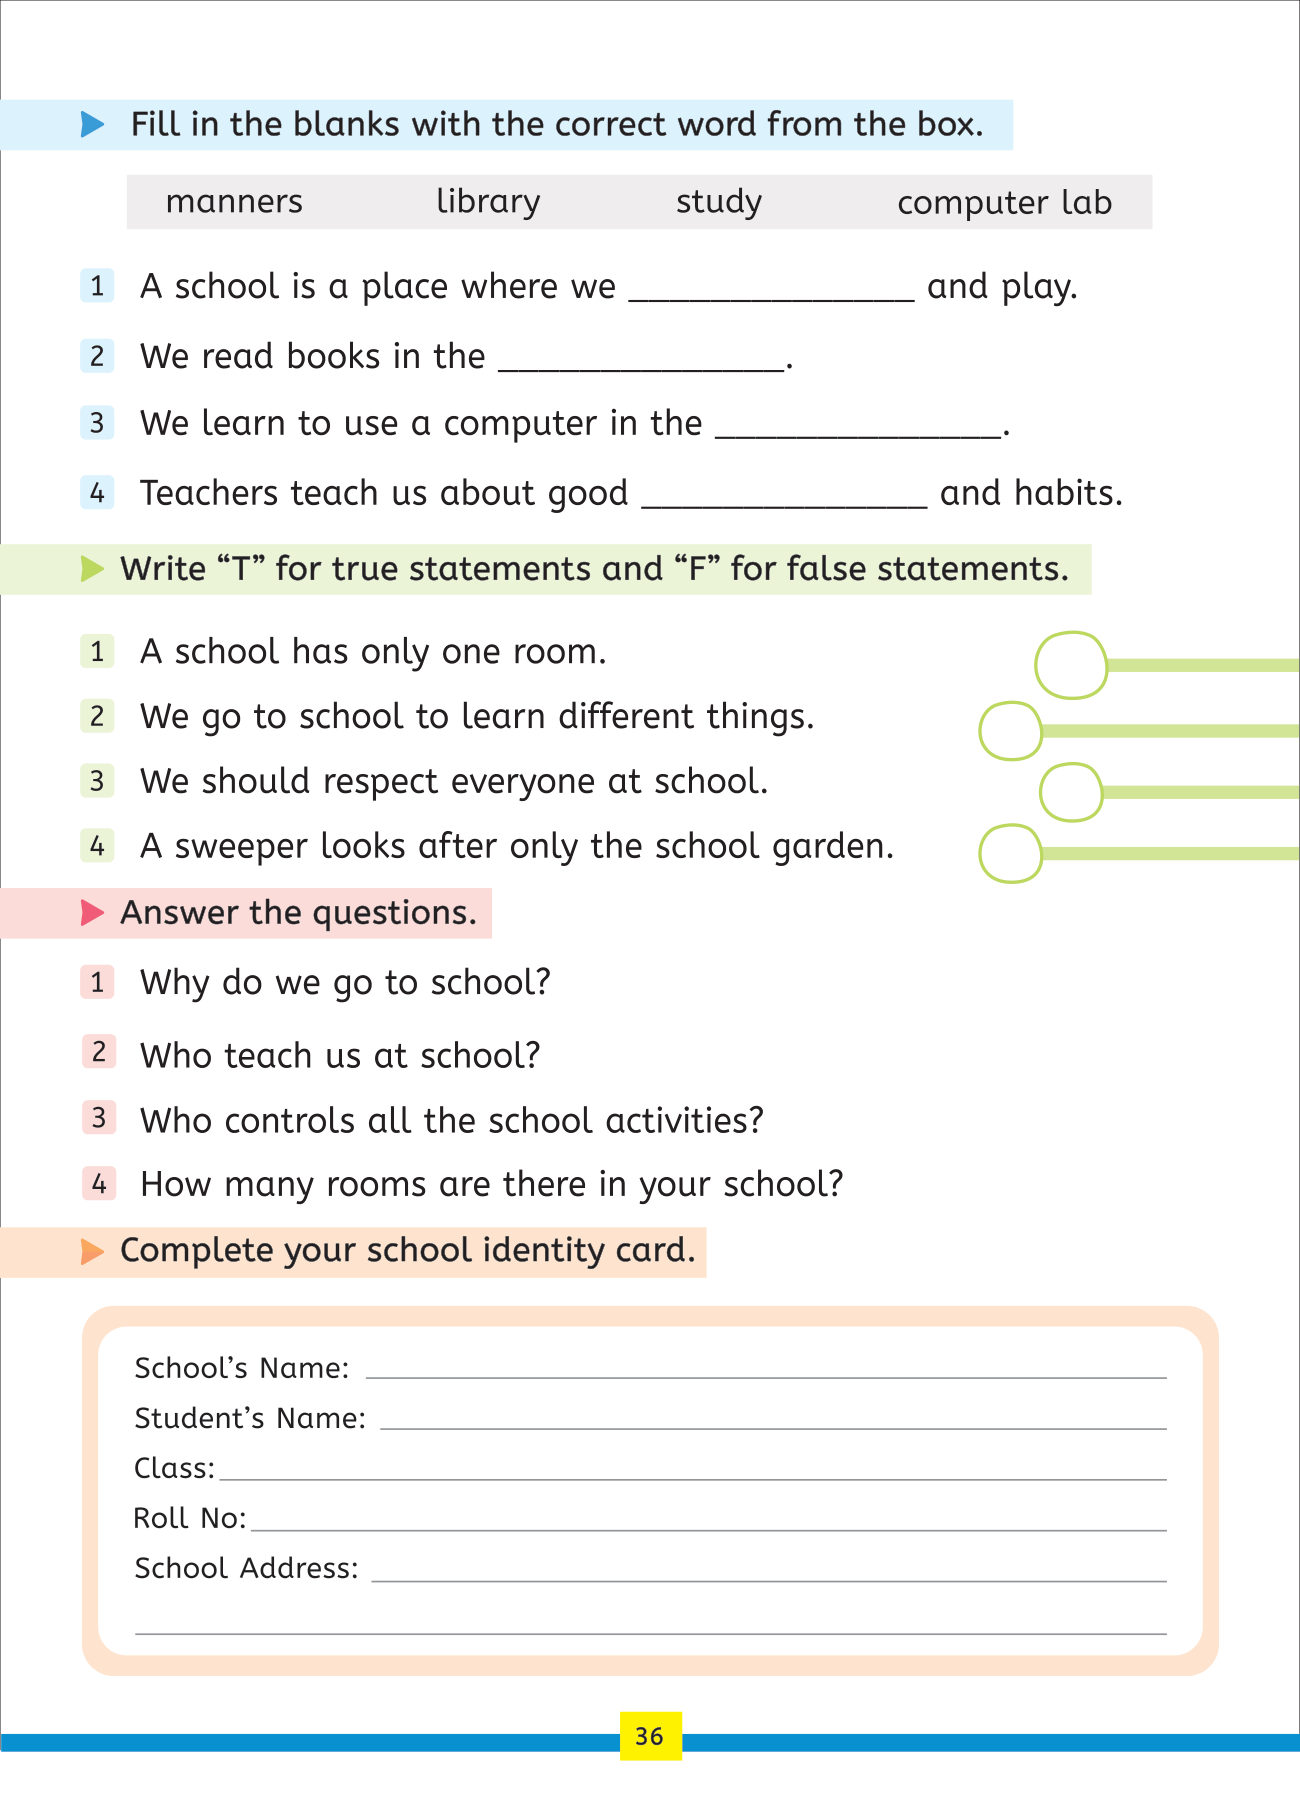 Fill in the blanks with the correct word from the box.
manners library study computer lab
1 A school is a place where we ______________ and play.
2 We read books in the ______________.
3 We learn to use a computer in the ______________.
4 Teachers teach us about good ______________ and habits.
Write “T” for true statements and “F” for false statements.
1 A school has only one room.
2 We go to school to learn different things.
3 We should respect everyone at school.
4 A sweeper looks after only the school garden.
Answer the questions.
1 Why do we go to school?
2 Who teach us at school?
3 Who controls all the school activities?
4 How many rooms are there in your school?
Complete your school identity card.
School’s Name:
Student’s Name:
Class:
Roll No:
School Address:
36